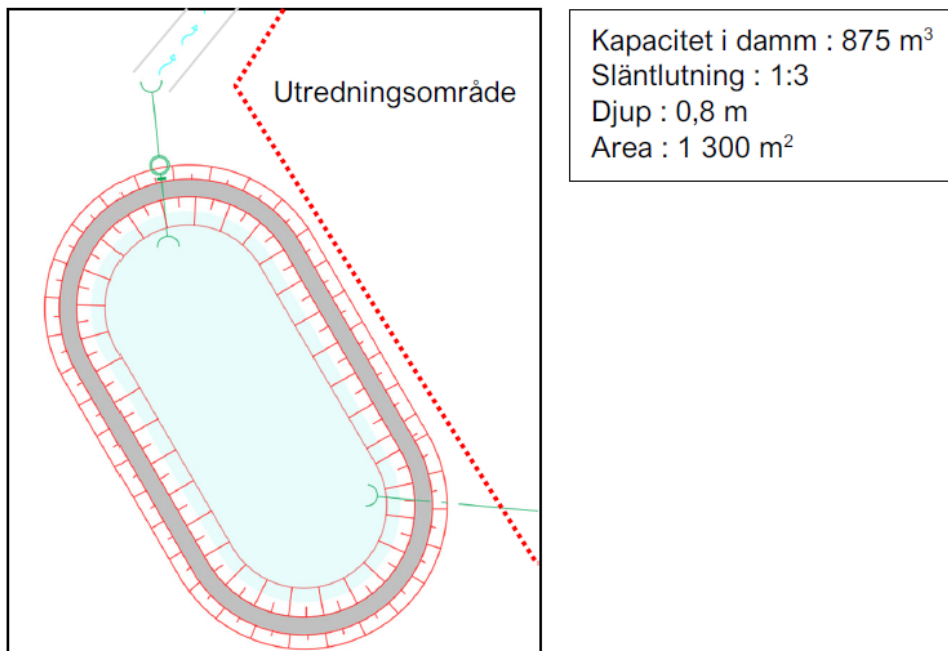 Utredningsområde
Kapacitet i damm : 875 m³
Släntlutning : 1:3
Djup : 0,8 m
Area : 1 300 m²